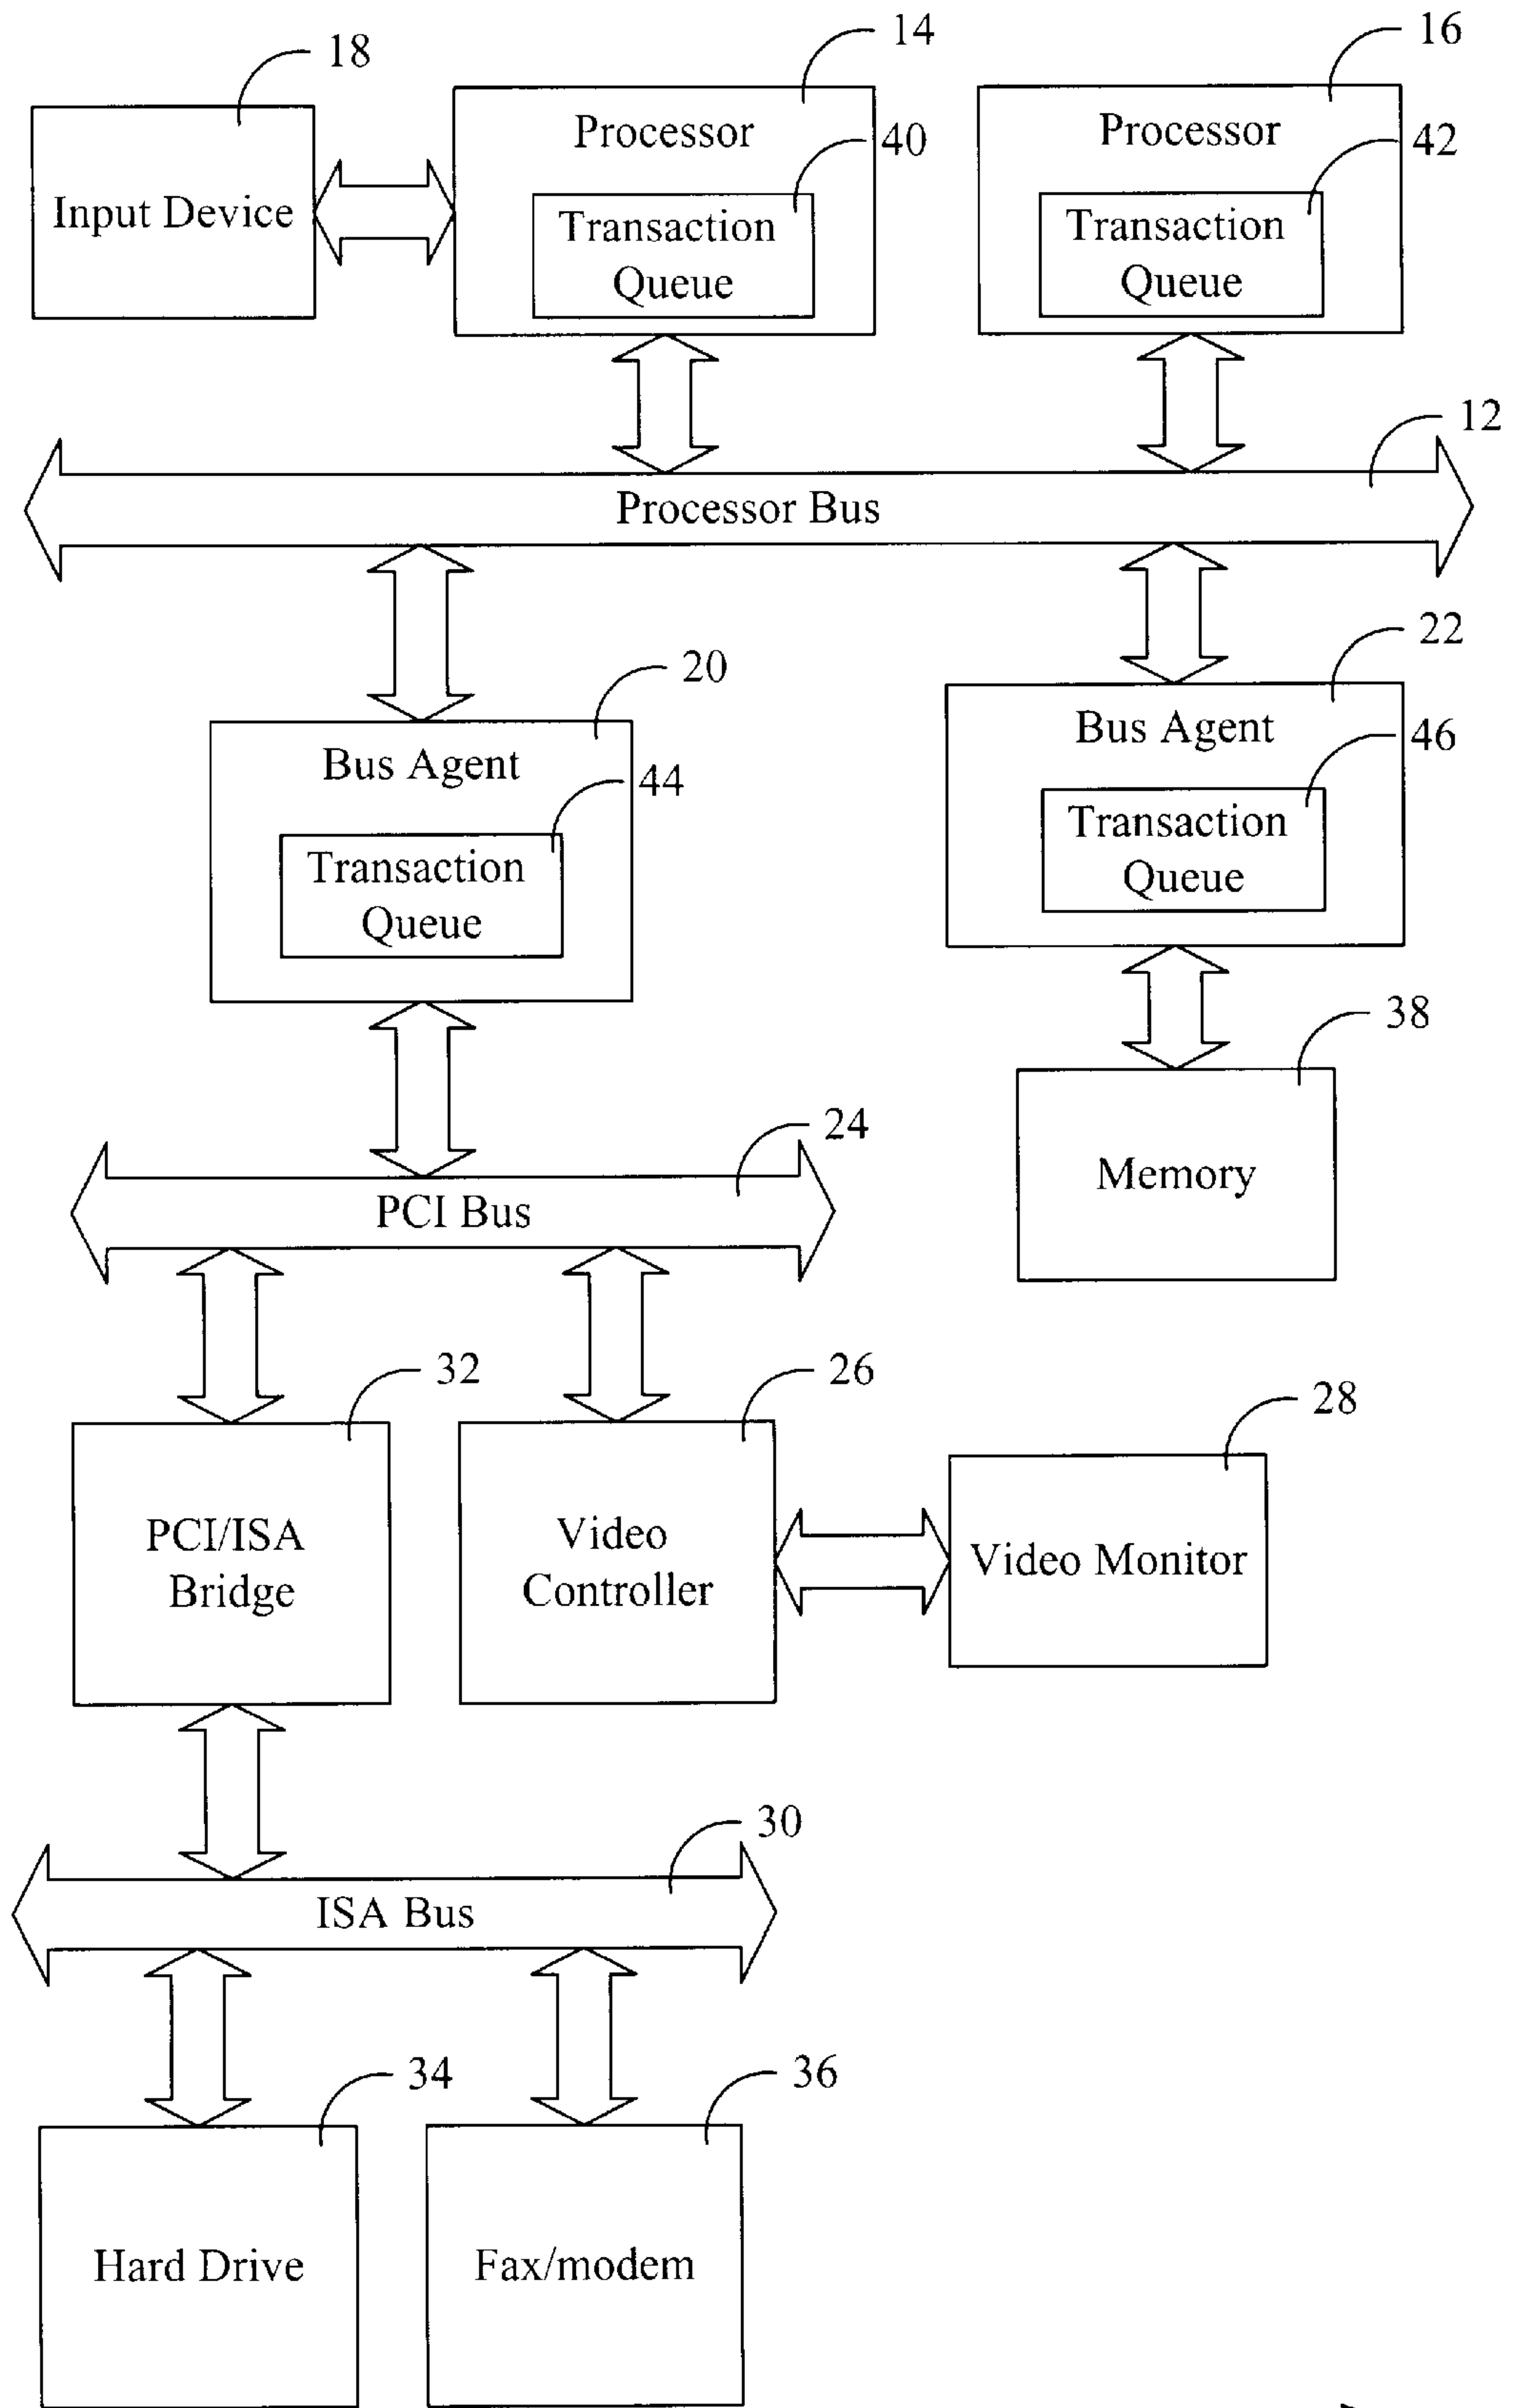 18
14
16
Processor
40
Processor
42
Input Device
Transaction
Queue
Transaction
Queue
12
Processor Bus
20
22
Bus Agent
44
Bus Agent
46
Transaction
Queue
Transaction
Queue
38
24
PCI Bus
Memory
32
26
28
PCI/ISA
Bridge
Video
Controller
Video Monitor
30
ISA Bus
34
36
Hard Drive
Fax/modem